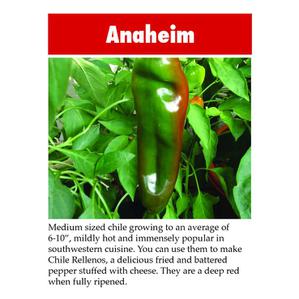 Anaheim
Medium sized chile growing to an average of
6-10", mildly hot and immensely popular in
southwestern cuisine. You can use them to make
Chile Rellenos, a delicious fried and battered
pepper stuffed with cheese. They are a deep red
when fully ripened.